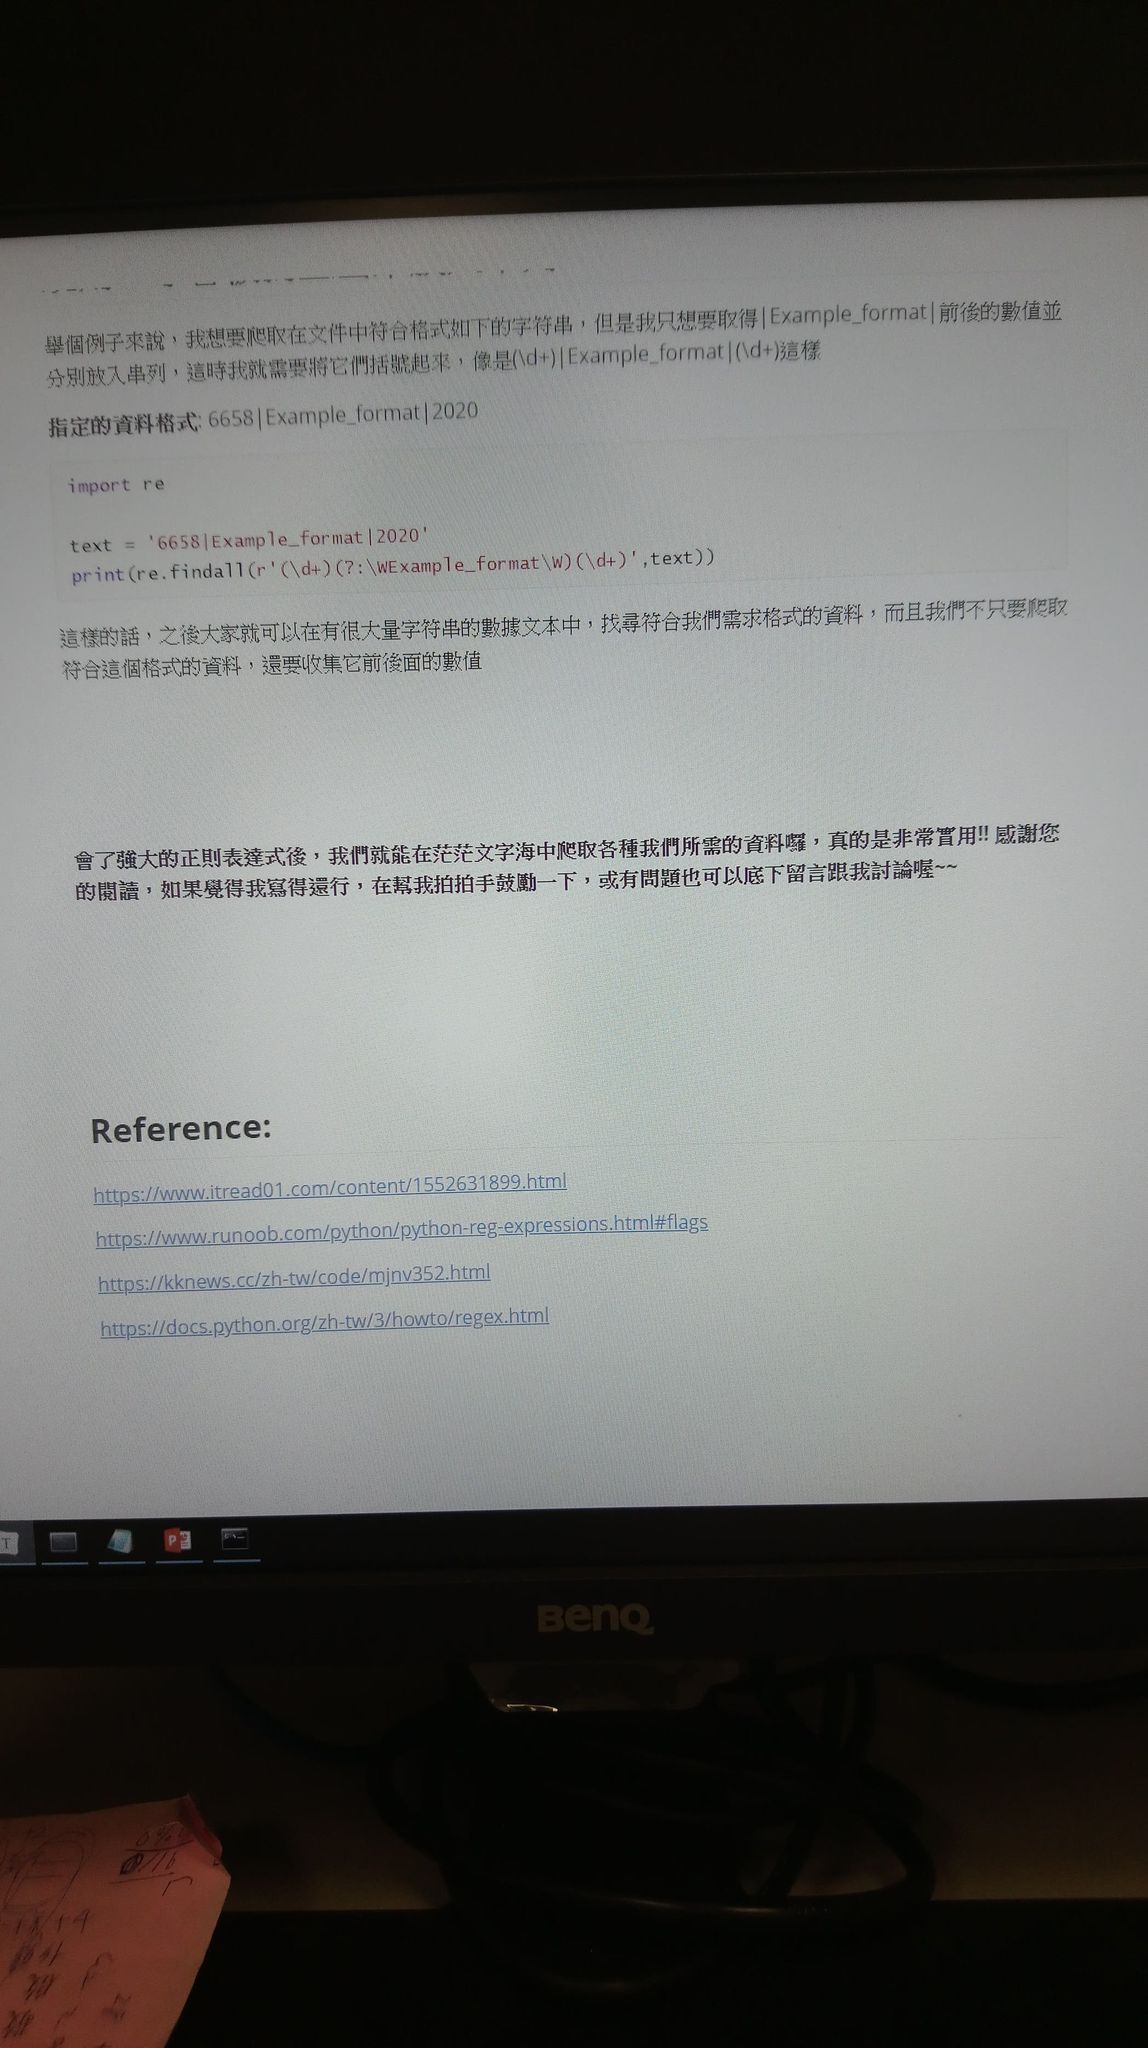 舉個例子來說，我想要爬取在文件中符合格式如下的字符串，但是我只想要取得|Example_format|前後的數值並
分別放入串列，這時我就需要將它們括號起來，像是(\d+)|Example_format|(\d+)這樣
指定的資料格式: 6658|Example_format|2020
import re
text = '6658|Example_format|2020'
print(re.findall(r'(\d+)(?:\WExample_format\W)(\d+)',text))
這樣的話，之後大家就可以在有很大量字符串的數據文本中，找尋符合我們需求格式的資料，而且我們不只要爬取
符合這個格式的資料，還要收集它前後面的數值
會了強大的正則表達式後，我們就能在茫茫文字海中爬取各種我們所需的資料囉，真的是非常實用!! 感謝您
的閱讀，如果覺得我寫得還行，在幫我拍拍手鼓勵一下，或有問題也可以底下留言跟我討論喔~~
Reference:
https://www.itread01.com/content/1552631899.html
https://www.runoob.com/python/python-reg-expressions.html#flags
https://kknews.cc/zh-tw/code/mjnv352.html
https://docs.python.org/zh-tw/3/howto/regex.html
BenQ